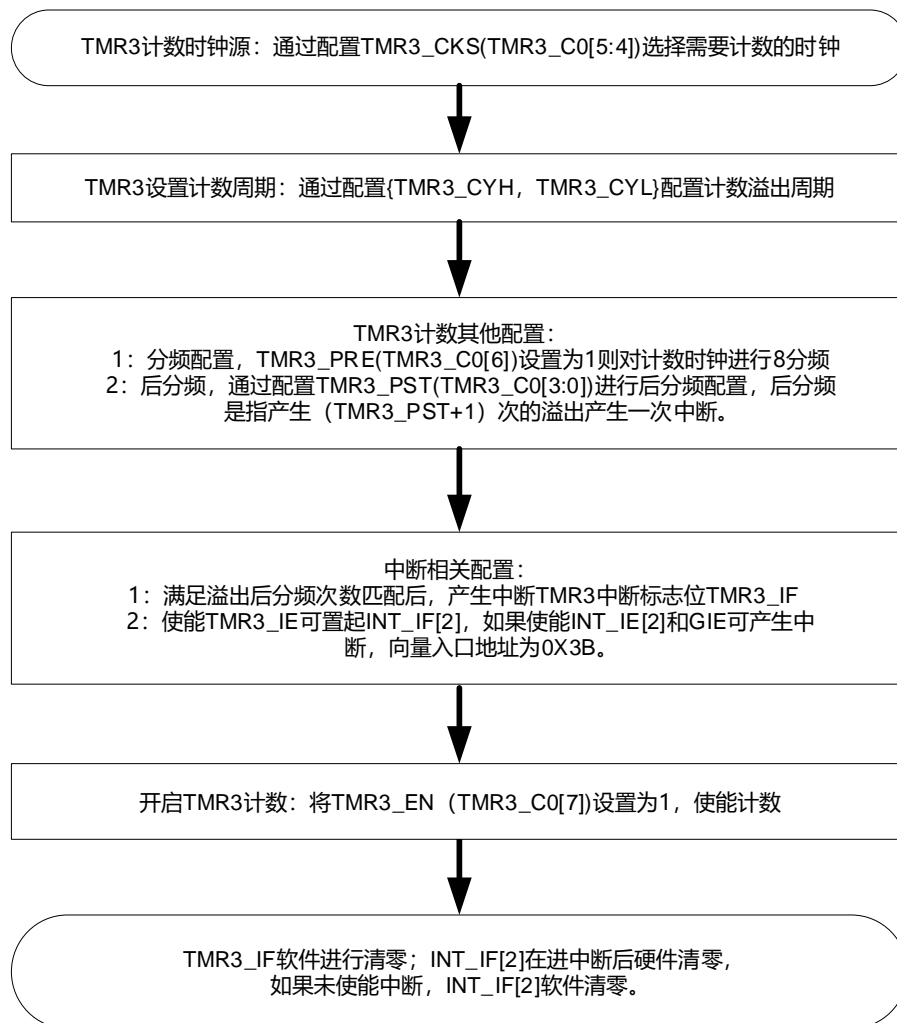 TMR3计数时钟源：通过配置TMR3_CKS(TMR3_C0[5:4])选择需要计数的时钟
TMR3设置计数周期：通过配置{TMR3_CYH，TMR3_CYL}配置计数溢出周期
TMR3计数其他配置：
1：分频配置，TMR3_PRE(TMR3_C0[6])设置为1则对计数时钟进行8分频
2：后分频，通过配置TMR3_PST(TMR3_C0[3:0])进行后分频配置，后分频
是指产生（TMR3_PST+1）次的溢出产生一次中断。
中断相关配置：
1：满足溢出后分频次数匹配后，产生中断TMR3中断标志位TMR3_IF
2：使能TMR3_IE可置起INT_IF[2]，如果使能INT_IE[2]和GIE可产生中
断，向量入口地址为0X3B。
开启TMR3计数：将TMR3_EN（TMR3_C0[7])设置为1，使能计数
TMR3_IF软件进行清零；INT_IF[2]在进中断后硬件清零，
如果未使能中断，INT_IF[2]软件清零。